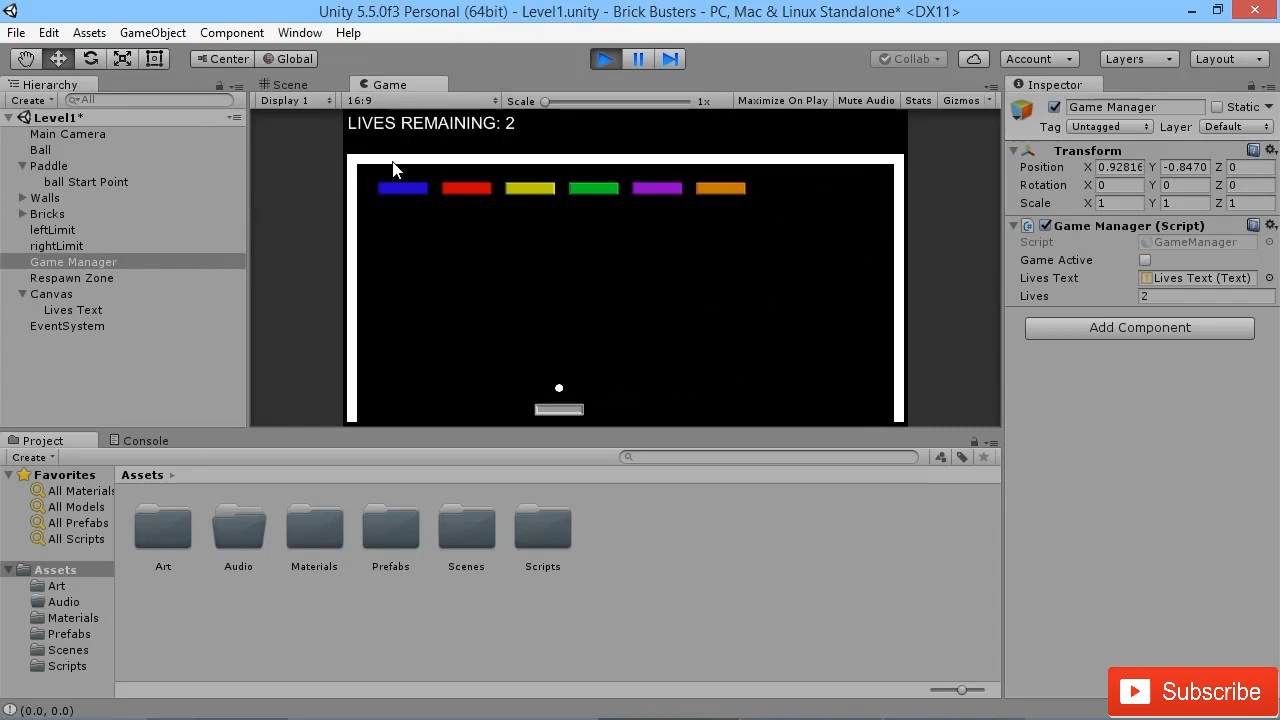 Unity 5.5.0f3 Personal (64bit) - Level1.unity - Brick Busters - PC, Mac & Linux Standalone* <DX11>
File Edit Assets GameObject Component Window Help
Center Global Collab Account Layers Layout
Hierarchy Scene Game Inspector
Create All Display 1 16:9 Scale 1x Maximize On Play Mute Audio Stats Gizmos Game Manager Static
Level1*
Main Camera
Ball
Paddle
ball Start Point
Walls
Bricks
leftLimit
rightLimit
Game Manager
Respawn Zone
Canvas
Lives Text
EventSystem
LIVES REMAINING: 2
Tag Untagged Layer Default
Transform
Position X 0.92816 Y -0.8470 Z 0
Rotation X 0 Y 0 Z 0
Scale X 1 Y 1 Z 1
Game Manager (Script)
Script GameManager
Game Active
Lives Text Lives Text (Text)
Lives 2
Add Component
Project Console
Create
Favorites
All Materials
All Models
All Prefabs
All Scripts
Assets
Art
Audio
Materials
Prefabs
Scenes
Scripts
Assets
Art Audio Materials Prefabs Scenes Scripts
(0.0, 0.0)
Subscribe